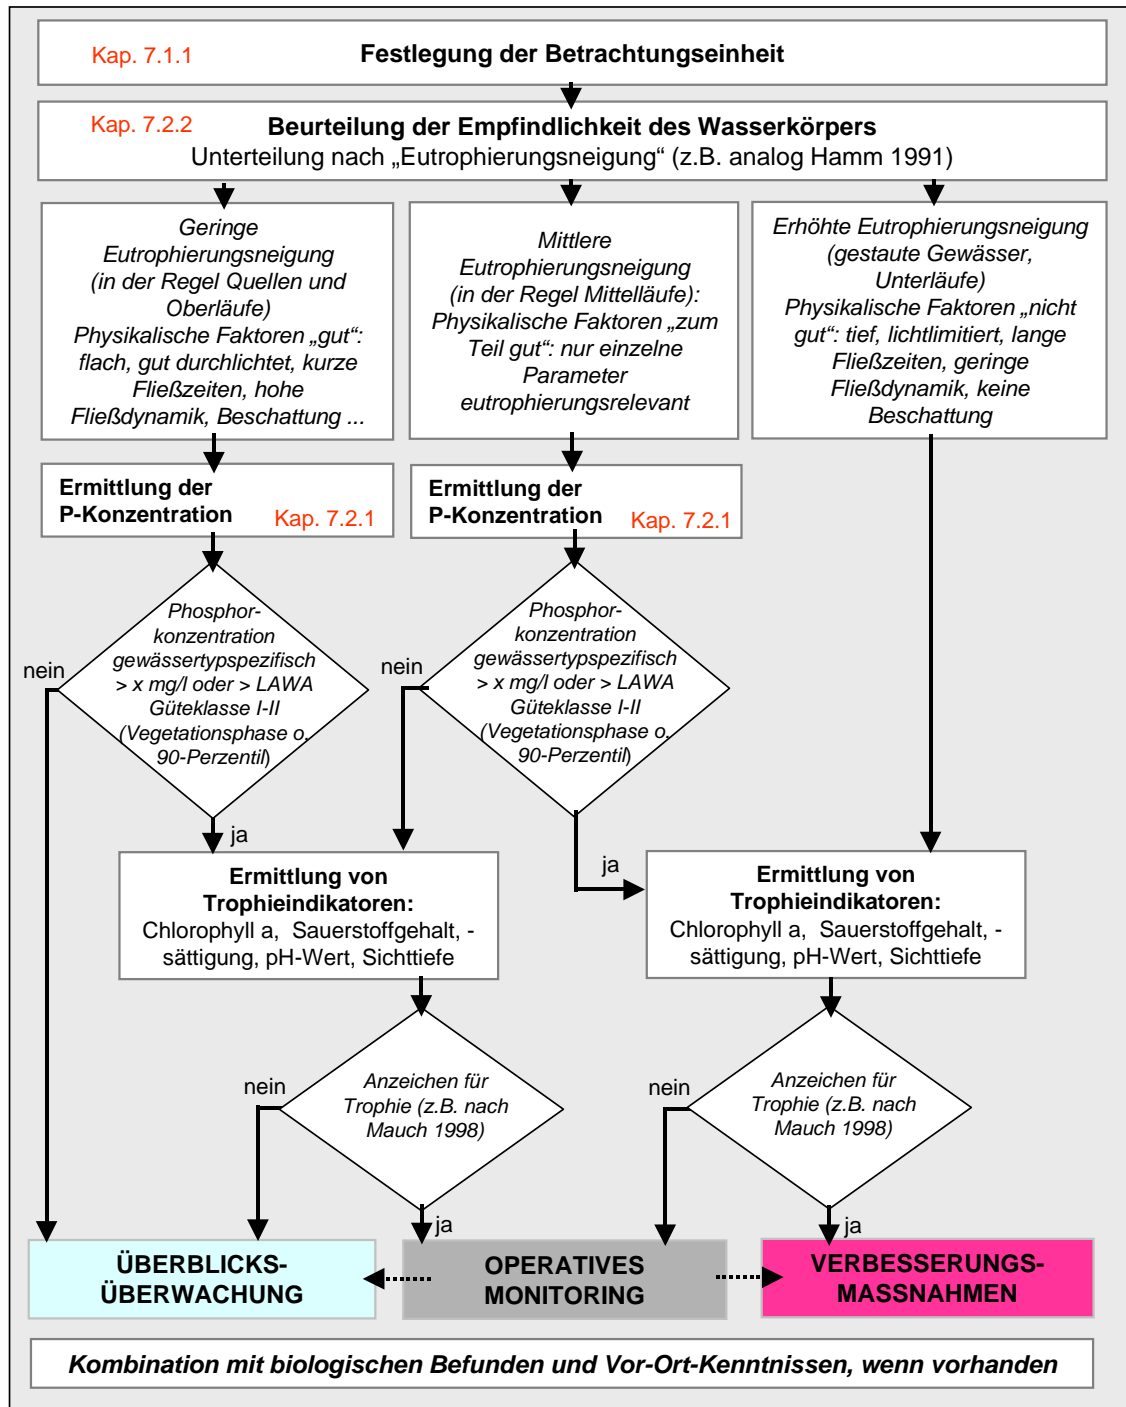 Kap. 7.1.1
Festlegung der Betrachtungseinheit
Kap. 7.2.2
Beurteilung der Empfindlichkeit des Wasserkörpers
Unterteilung nach „Eutrophierungsneigung“ (z.B. analog Hamm 1991)
Geringe
Eutrophierungsneigung
(in der Regel Quellen und
Oberläufe)
Physikalische Faktoren „gut“:
flach, gut durchlichtet, kurze
Fließzeiten, hohe
Fließdynamik, Beschattung ...
Mittlere
Eutrophierungsneigung
(in der Regel Mittelläufe):
Physikalische Faktoren „zum
Teil gut“: nur einzelne
Parameter
eutrophierungsrelevant
Erhöhte Eutrophierungsneigung
(gestaute Gewässer,
Unterläufe)
Physikalische Faktoren „nicht
gut“: tief, lichtlimitiert, lange
Fließzeiten, geringe
Fließdynamik, keine
Beschattung
Ermittlung der
P-Konzentration
Kap. 7.2.1
Ermittlung der
P-Konzentration
Kap. 7.2.1
Phosphor-
konzentration
gewässertypspezifisch
> x mg/l oder > LAWA
Güteklasse I-II
(Vegetationsphase o.
90-Perzentil)
nein
ja
Phosphor-
konzentration
gewässertypspezifisch
> x mg/l oder > LAWA
Güteklasse I-II
(Vegetationsphase o.
90-Perzentil)
nein
ja
Ermittlung von
Trophieindikatoren:
Chlorophyll a, Sauerstoffgehalt, -
sättigung, pH-Wert, Sichttiefe
Ermittlung von
Trophieindikatoren:
Chlorophyll a, Sauerstoffgehalt, -
sättigung, pH-Wert, Sichttiefe
nein
Anzeichen für
Trophie (z.B. nach
Mauch 1998)
ja
nein
Anzeichen für
Trophie (z.B. nach
Mauch 1998)
ja
ÜBERBLICKS-
ÜBERWACHUNG
OPERATIVES
MONITORING
VERBESSERUNGS-
MASSNAHMEN
Kombination mit biologischen Befunden und Vor-Ort-Kenntnissen, wenn vorhanden